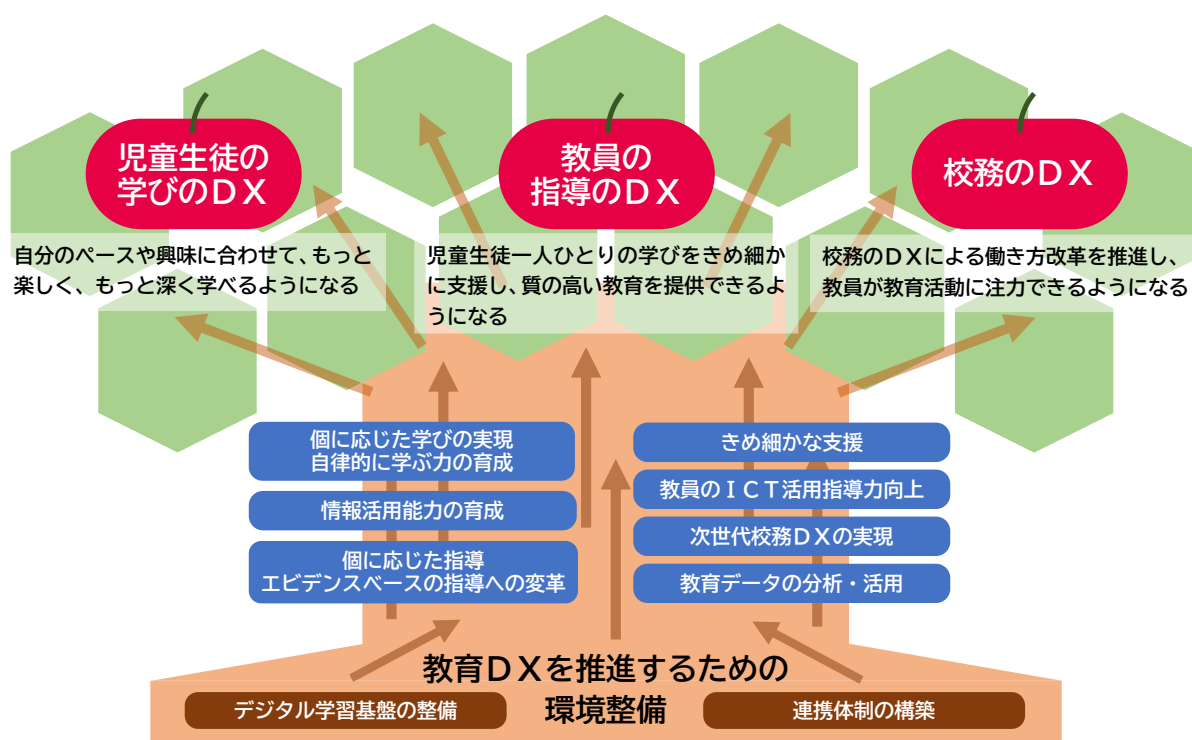 児童生徒の
学びのＤＸ
教員の
指導のＤＸ
校務のＤＸ
自分のペースや興味に合わせて、もっと
楽しく、もっと深く学べるようになる
児童生徒一人ひとりの学びをきめ細か
に支援し、質の高い教育を提供できるよ
うになる
校務のＤＸによる働き方改革を推進し、
教員が教育活動に注力できるようになる
個に応じた学びの実現
自律的に学ぶ力の育成
情報活用能力の育成
個に応じた指導
エビデンスベースの指導への変革
きめ細かな支援
教員のＩＣＴ活用指導力向上
次世代校務ＤＸの実現
教育データの分析・活用
教育ＤＸを推進するための
環境整備
デジタル学習基盤の整備
連携体制の構築